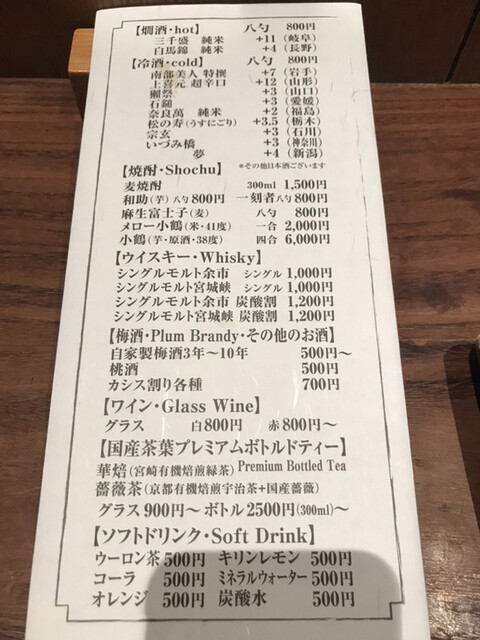 【燗酒・hot】 八勺 800円
三千盛 純米 +11（岐阜）
白馬錦 純米 +4（長野）
【冷酒・cold】 八勺 800円
南部美人 特撰 +7（岩手）
上喜元 超辛口 +12（山形）
獺祭 +3（山口）
石鎚 +3（愛媛）
奈良萬 純米 +2（福島）
松の寿（うすにごり） +3,5（栃木）
宗玄 +3（石川）
いづみ橋 +3（神奈川）
夢 +4（新潟）
【焼酎・Shochu】 *その他日本酒ございます
麦焼酎 300ml 1,500円
和助（芋）八勺 800円 一刻者 八勺 800円
麻生富士子（麦） 八勺 800円
メロー小鶴（米・41度） 一合 2,000円
小鶴（芋・原酒・38度） 四合 6,000円
【ウイスキー・Whisky】
シングルモルト余市 シングル 1,000円
シングルモルト宮城峡 シングル 1,000円
シングルモルト余市 炭酸割 1,200円
シングルモルト宮城峡 炭酸割 1,200円
【梅酒・Plum Brandy・その他のお酒】
自家製梅酒3年〜10年 500円〜
桃酒 500円
カシス割り各種 700円
【ワイン・Glass Wine】
グラス 白800円 赤800円〜
【国産茶葉プレミアムボトルドティー】
華焙（宮崎有機焙煎緑茶）Premium Bottled Tea
薔薇茶（京都有機焙煎宇治茶+国産薔薇）
グラス900円〜 ボトル2500円（300ml）〜
【ソフトドリンク・Soft Drink】
ウーロン茶 500円 キリンレモン 500円
コーラ 500円 ミネラルウォーター 500円
オレンジ 500円 炭酸水 500円